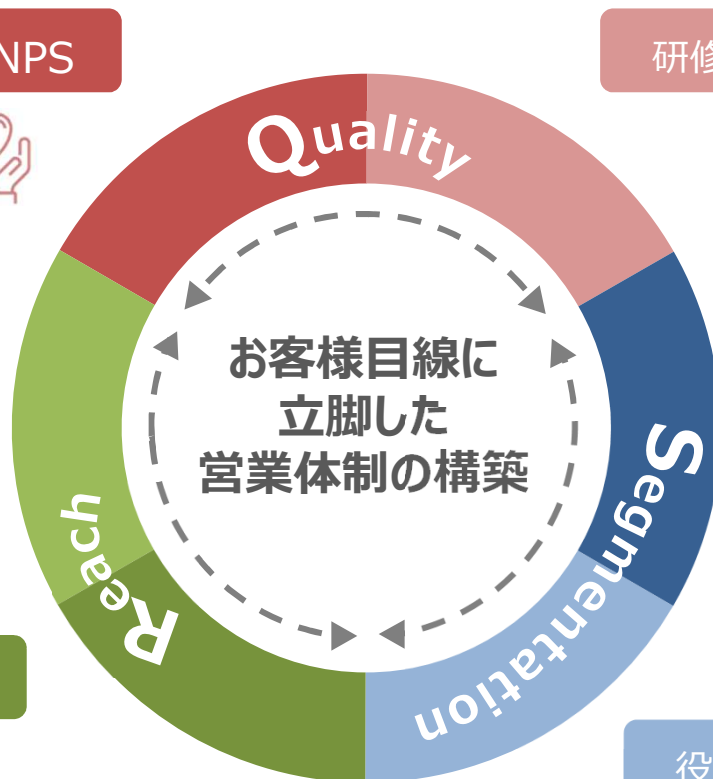 NPS
研修
Quality
お客様目線に
立脚した
営業体制の構築
Segmentation
Reach
役